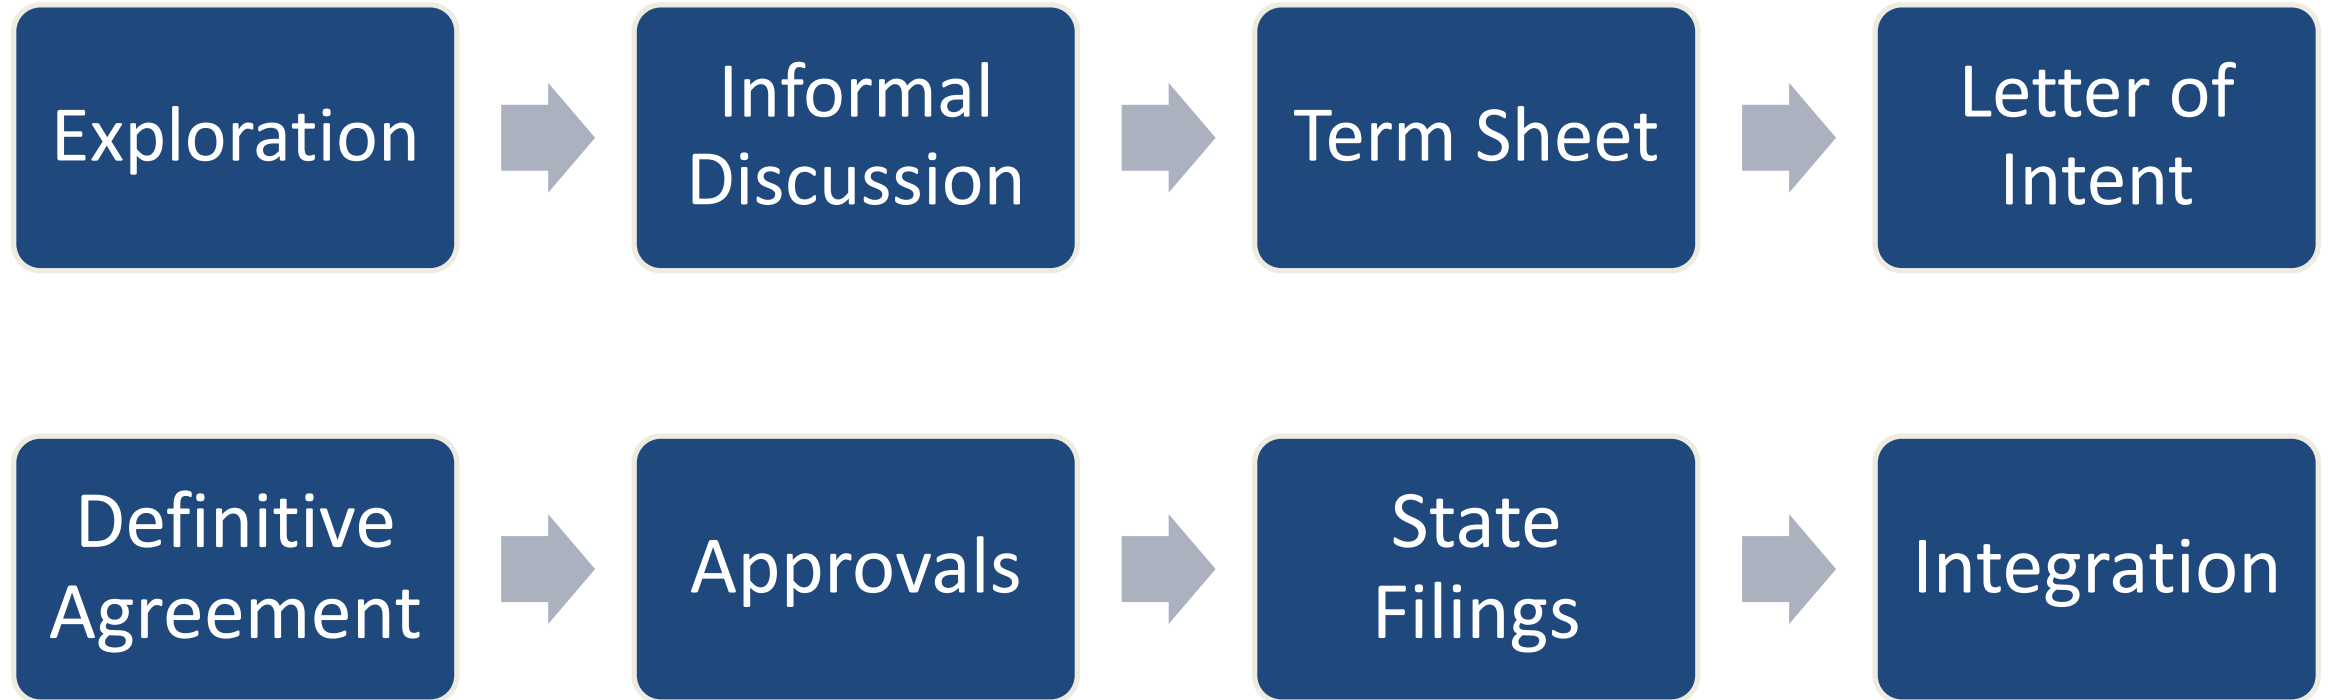 Exploration
Informal
Discussion
Term Sheet
Letter of
Intent
Definitive
Agreement
Approvals
State
Filings
Integration